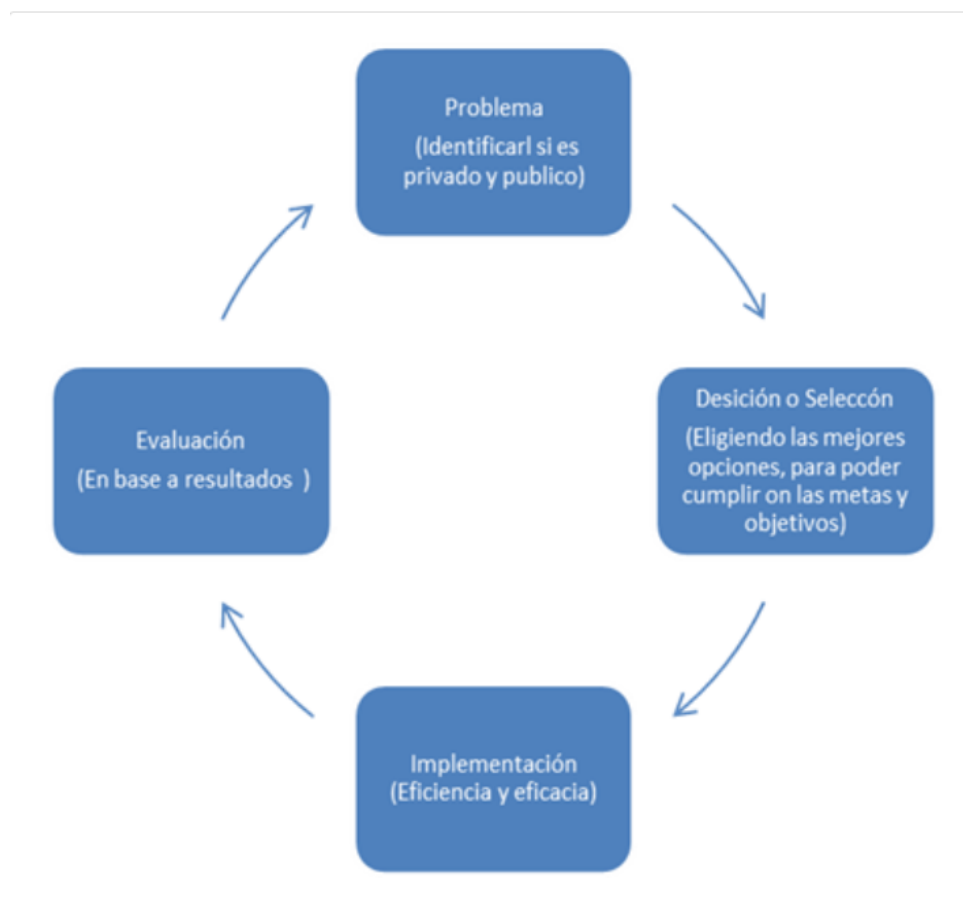 Problema
(Identificarl si es
privado y publico)
Desición o Seleccón
(Eligiendo las mejores
opciones, para poder
cumplir on las metas y
objetivos)
Implementación
(Eficiencia y eficacia)
Evaluación
(En base a resultados )